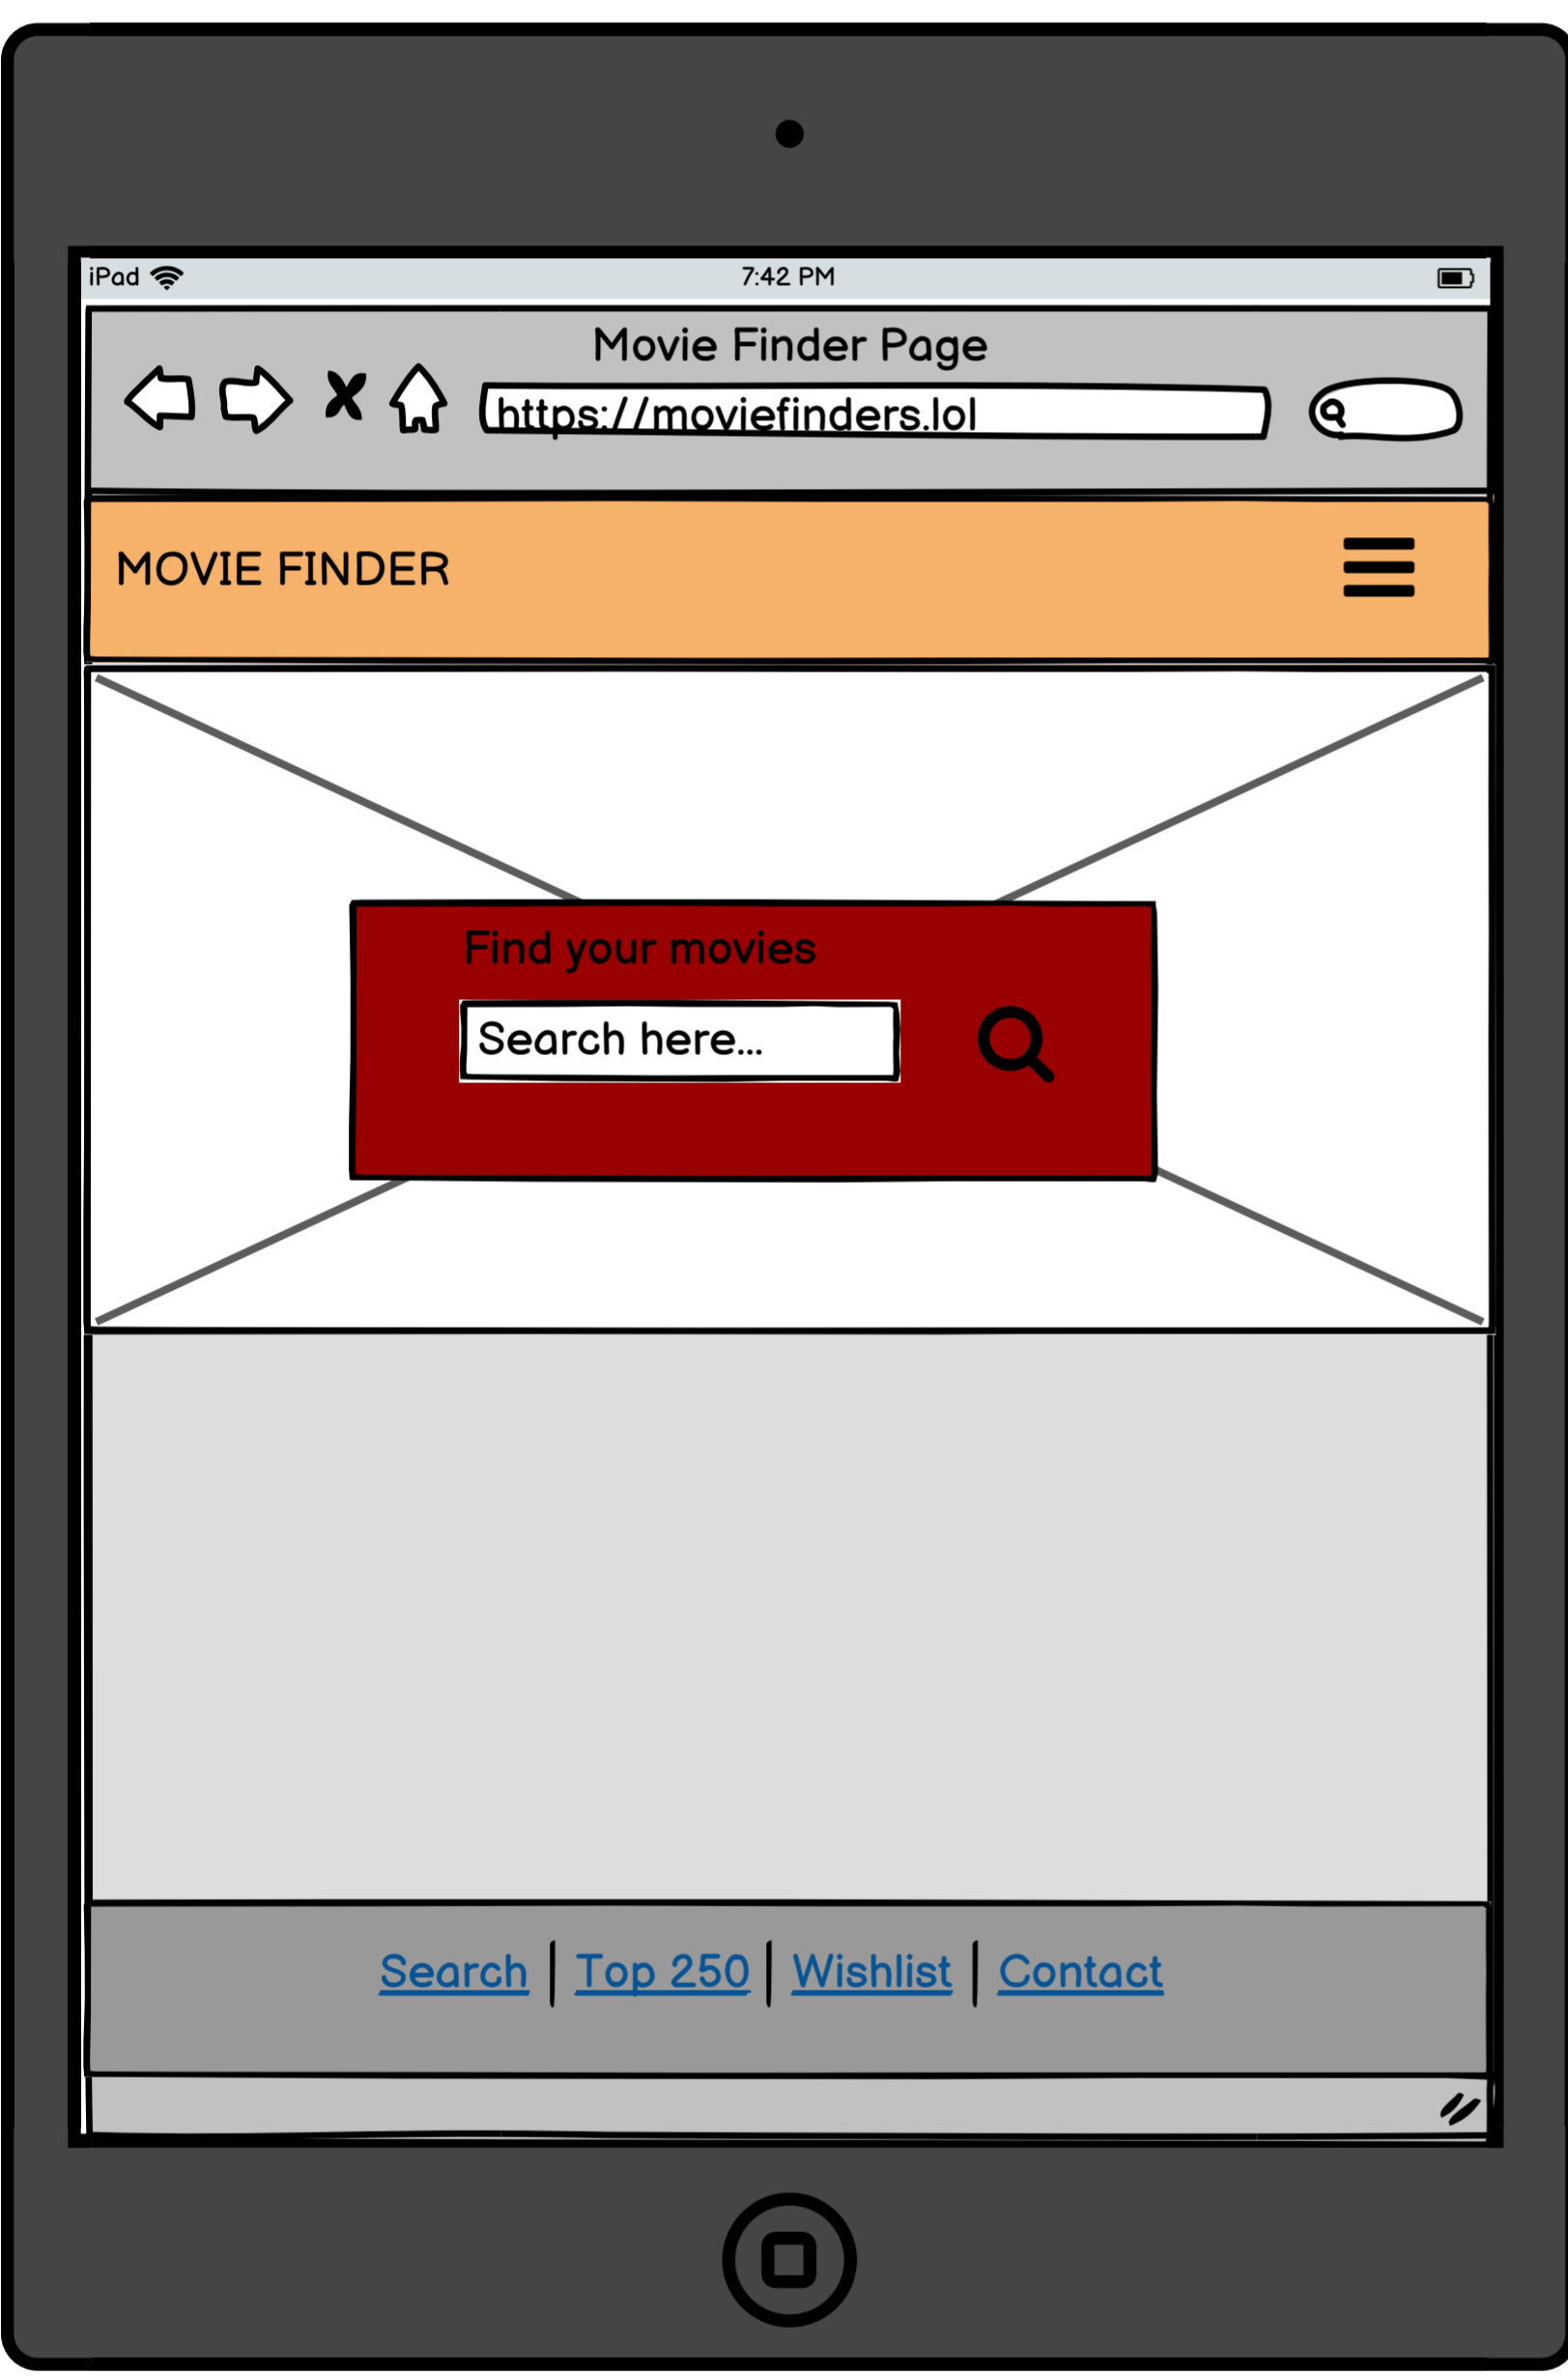 iPad 7:42 PM
Movie Finder Page
https://moviefinders.lol
MOVIE FINDER
Find your movies
Search here...
Search | Top 250 | Wishlist | Contact